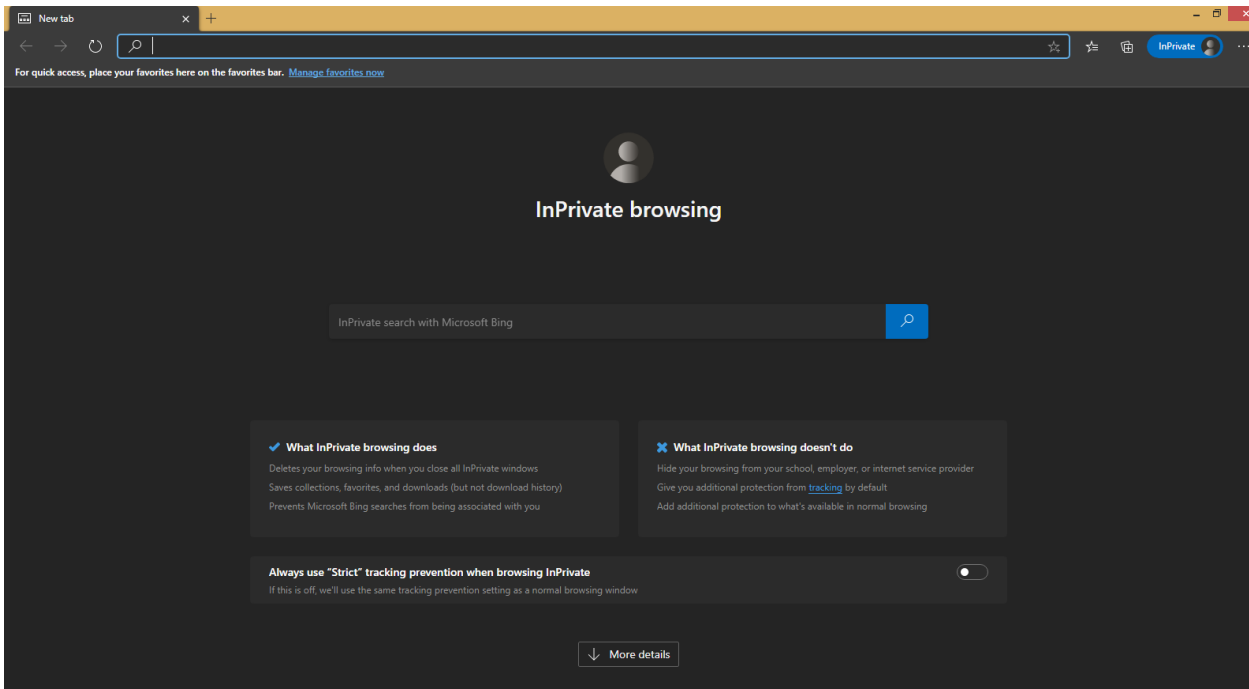 New tab
InPrivate
For quick access, place your favorites here on the favorites bar. Manage favorites now
InPrivate browsing
InPrivate search with Microsoft Bing
What InPrivate browsing does
Deletes your browsing info when you close all InPrivate windows
Saves collections, favorites, and downloads (but not download history)
Prevents Microsoft Bing searches from being associated with you
What InPrivate browsing doesn't do
Hide your browsing from your school, employer, or internet service provider
Give you additional protection from tracking by default
Add additional protection to what's available in normal browsing
Always use "Strict" tracking prevention when browsing InPrivate
If this is off, we'll use the same tracking prevention setting as a normal browsing window
More details